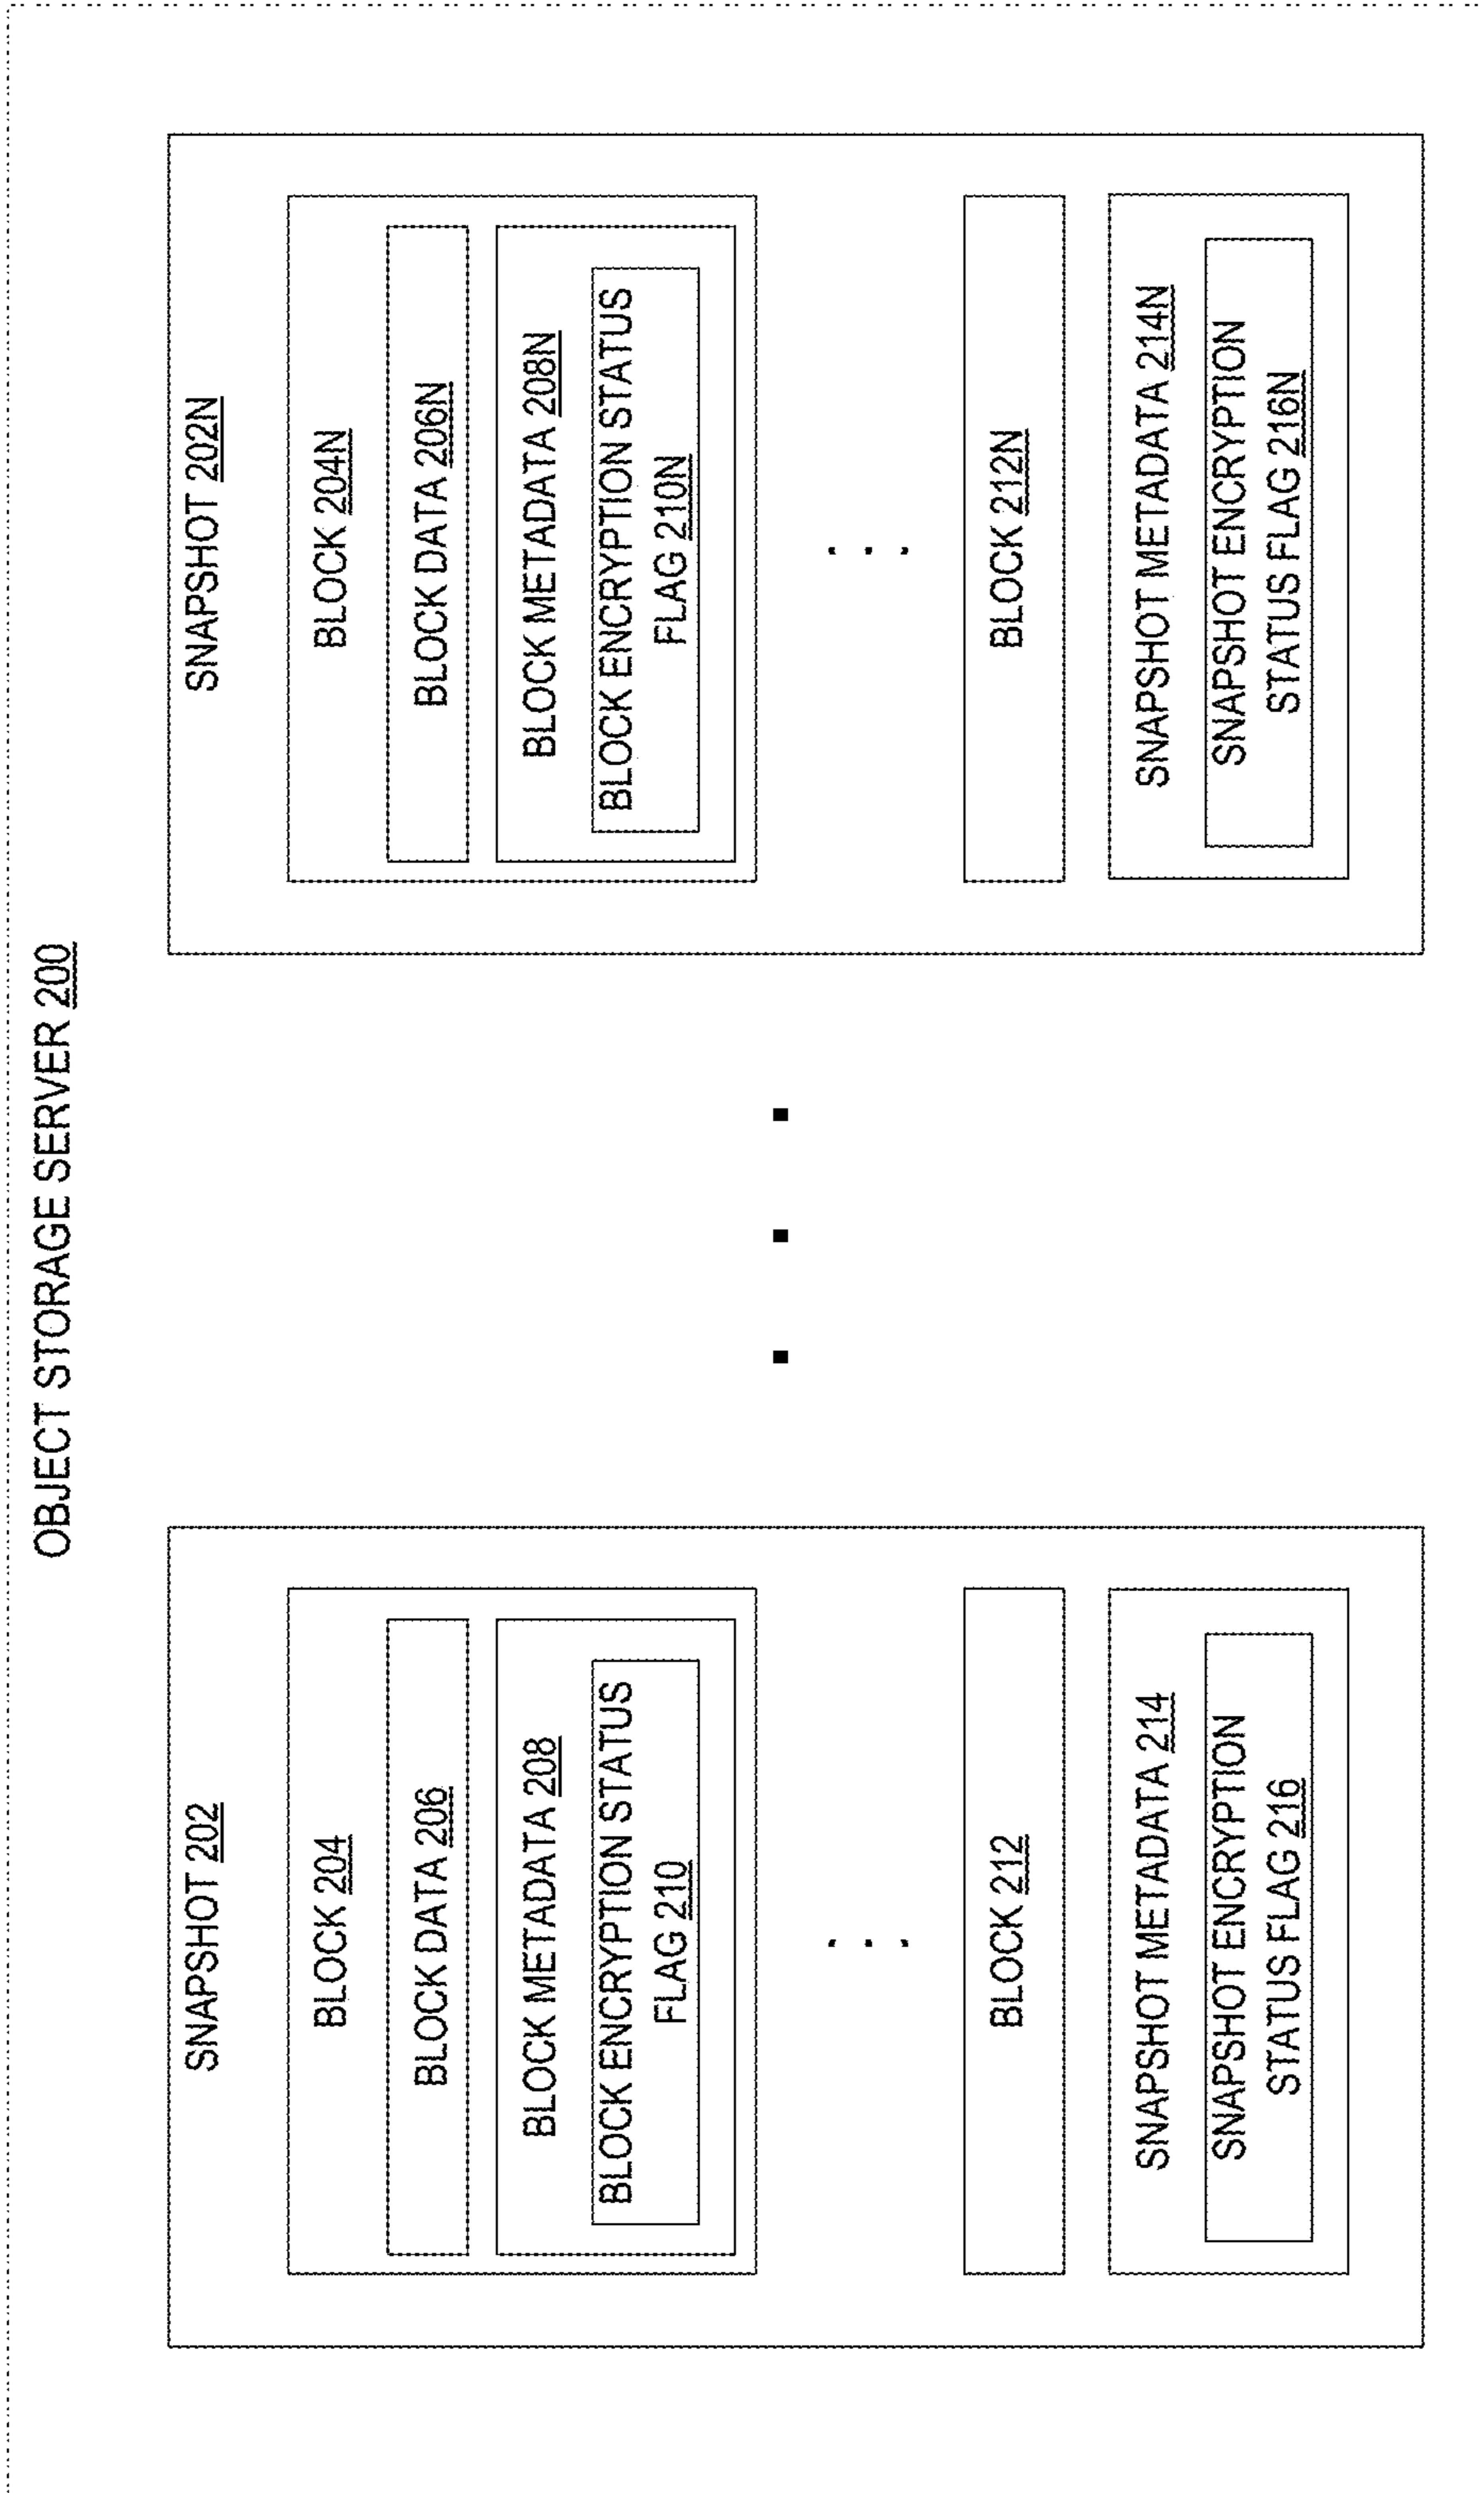 OBJECT STORAGE SERVER 200
SNAPSHOT 202
BLOCK 204
BLOCK DATA 206
BLOCK METADATA 208
BLOCK ENCRYPTION STATUS
FLAG 210
BLOCK 212
SNAPSHOT METADATA 214
SNAPSHOT ENCRYPTION
STATUS FLAG 216
SNAPSHOT 202N
BLOCK 204N
BLOCK DATA 206N
BLOCK METADATA 208N
BLOCK ENCRYPTION STATUS
FLAG 210N
BLOCK 212N
SNAPSHOT METADATA 214N
SNAPSHOT ENCRYPTION
STATUS FLAG 216N